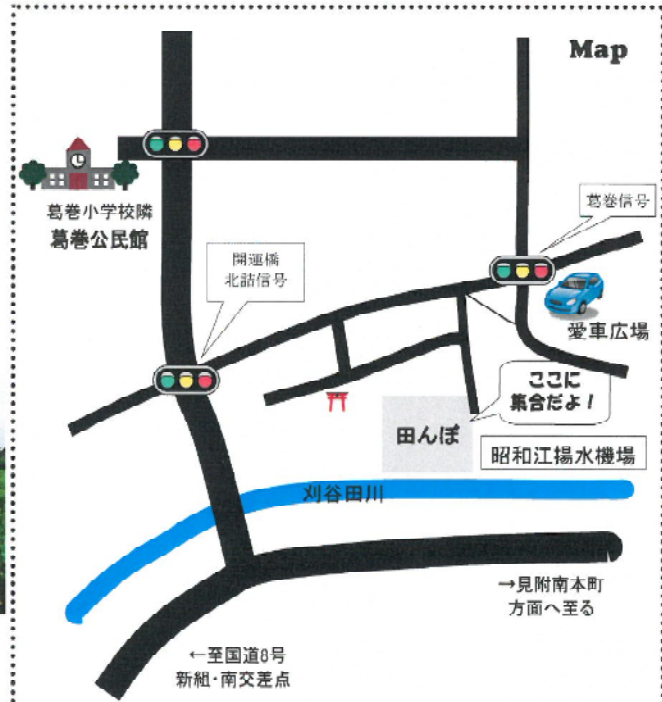 Map
葛巻小学校隣
葛巻公民館
開運橋
北詰信号
葛巻信号
愛車広場
ここに
集合だよ！
田んぼ
昭和江揚水機場
刈谷田川
→見附南本町
方面へ至る
←至国道8号
新組・南交差点